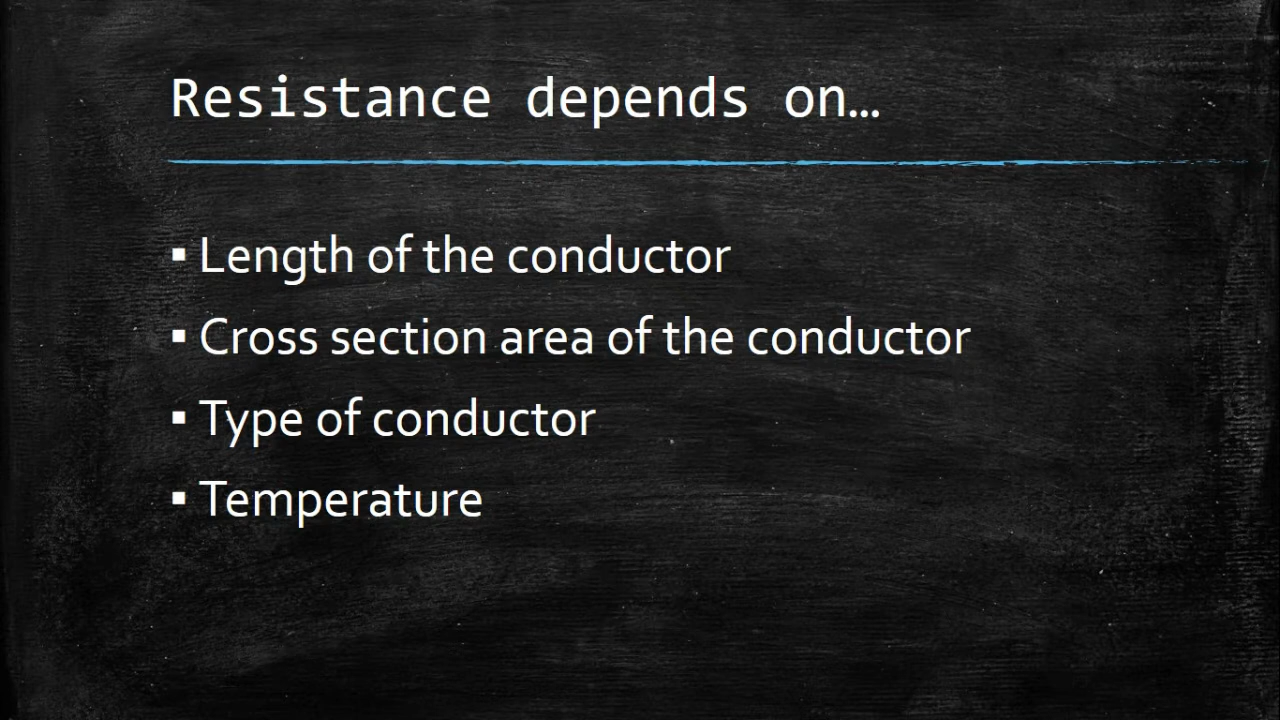 Resistance depends on…
▪ Length of the conductor
▪ Cross section area of the conductor
▪ Type of conductor
▪ Temperature